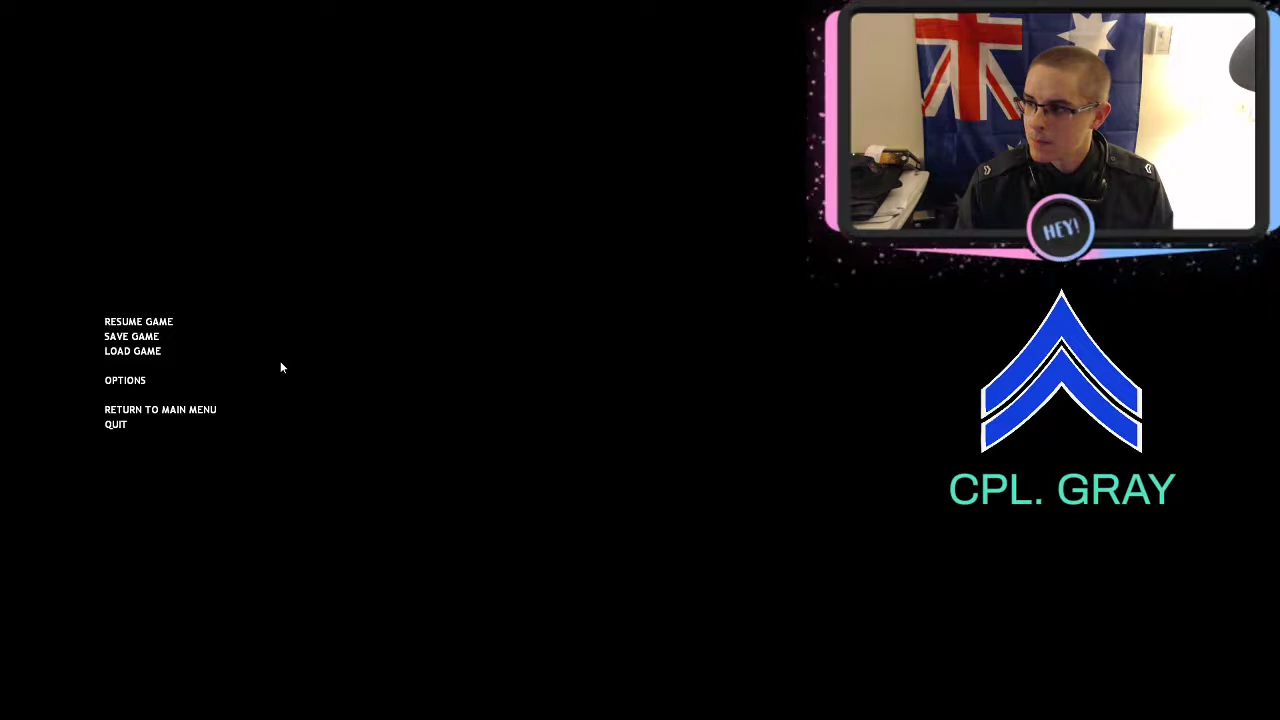 HEY!
RESUME GAME
SAVE GAME
LOAD GAME
OPTIONS
RETURN TO MAIN MENU
QUIT
CPL. GRAY